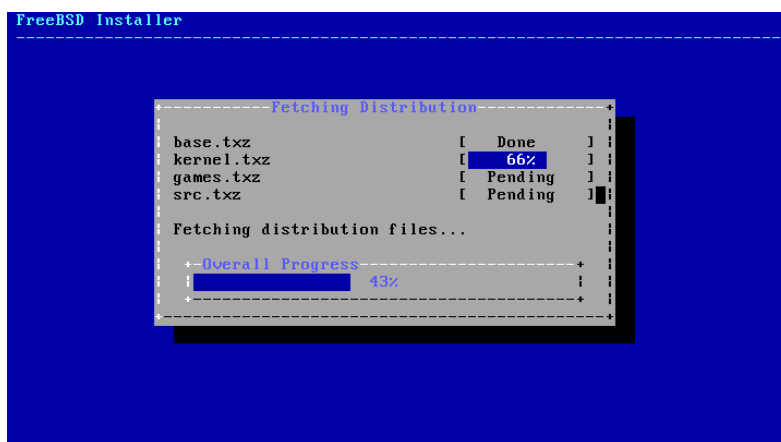 FreeBSD Installer
Fetching Distribution
base.txz [ Done ]
kernel.txz [ 66% ]
games.txz [ Pending ]
src.txz [ Pending ]
Fetching distribution files...
Overall Progress
43%